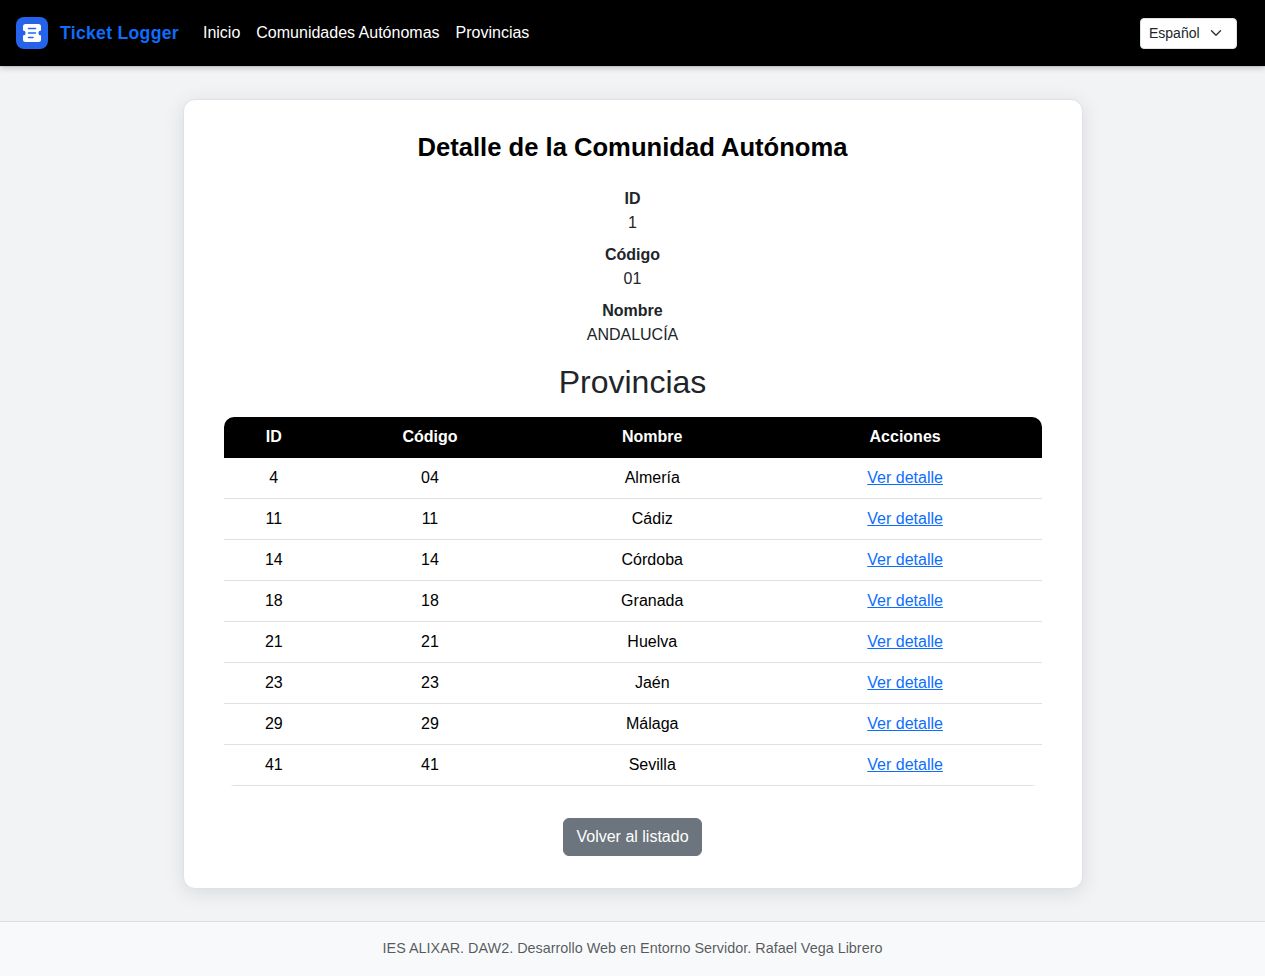 Ticket Logger Inicio Comunidades Autónomas Provincias Español
Detalle de la Comunidad Autónoma
ID
1
Código
01
Nombre
ANDALUCÍA
Provincias
ID Código Nombre Acciones
4 04 Almería Ver detalle
11 11 Cádiz Ver detalle
14 14 Córdoba Ver detalle
18 18 Granada Ver detalle
21 21 Huelva Ver detalle
23 23 Jaén Ver detalle
29 29 Málaga Ver detalle
41 41 Sevilla Ver detalle
Volver al listado
IES ALIXAR. DAW2. Desarrollo Web en Entorno Servidor. Rafael Vega Librero